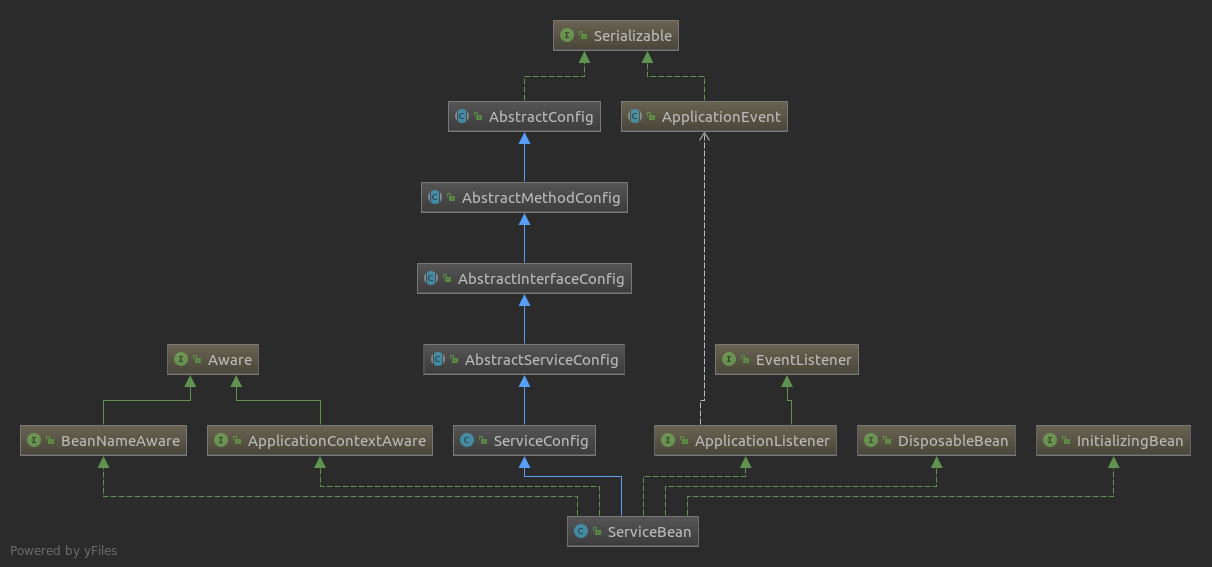 Serializable
AbstractConfig
ApplicationEvent
AbstractMethodConfig
AbstractInterfaceConfig
Aware
AbstractServiceConfig
EventListener
BeanNameAware
ApplicationContextAware
ServiceConfig
ApplicationListener
DisposableBean
InitializingBean
ServiceBean
Powered by yFiles